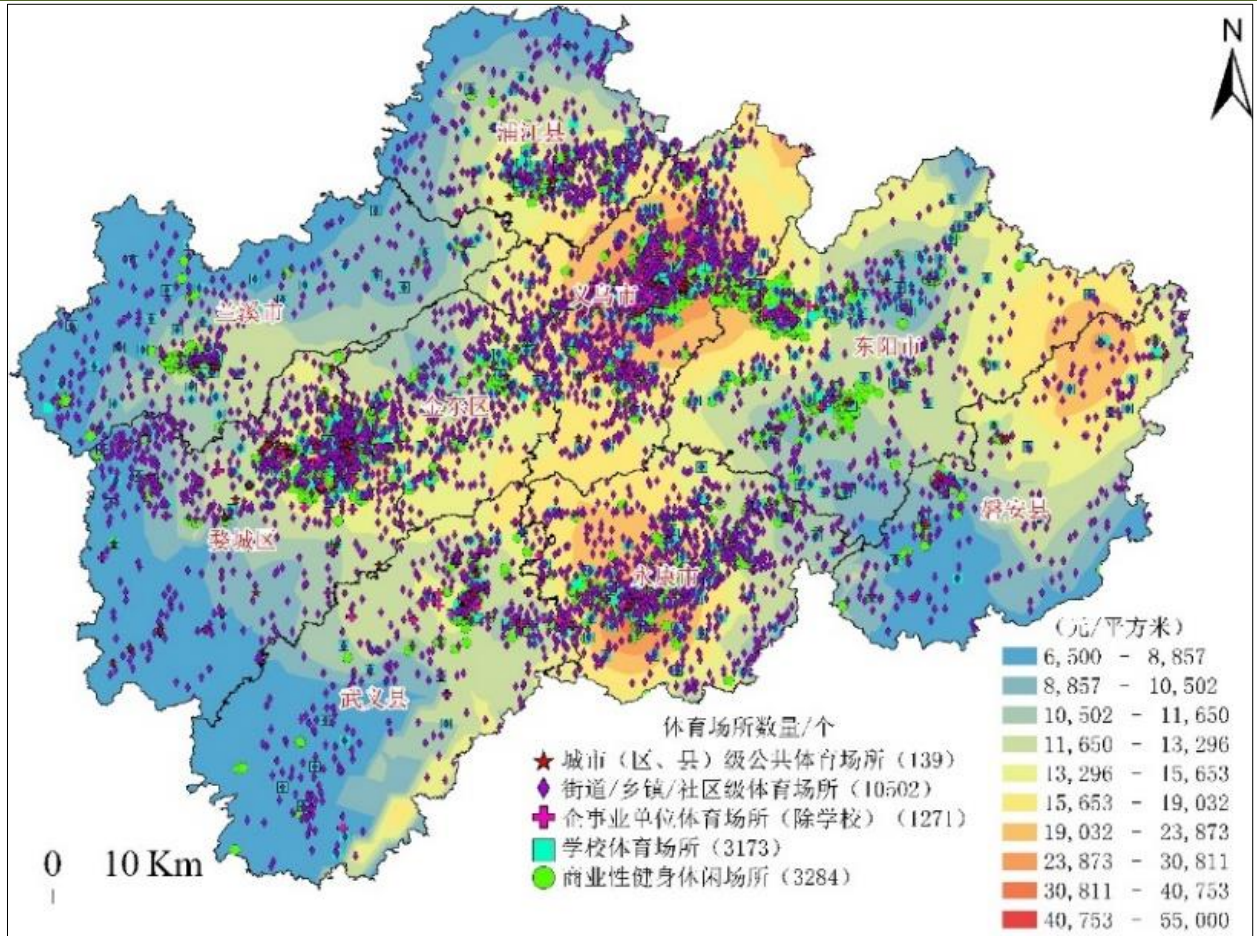 N
浦江县
义乌市
兰溪市
东阳市
金东区
磐安县
婺城区
永康市
武义县
(元/平方米)
6,500 - 8,857
8,857 - 10,502
10,502 - 11,650
11,650 - 13,296
13,296 - 15,653
15,653 - 19,032
19,032 - 23,873
23,873 - 30,811
30,811 - 40,753
40,753 - 55,000
体育场所数量/个
城市（区、县）级公共体育场所（139）
街道/乡镇/社区级体育场所（10502）
企事业单位体育场所（除学校）（1271）
学校体育场所（3173）
商业性健身休闲场所（3284）
0 10 Km